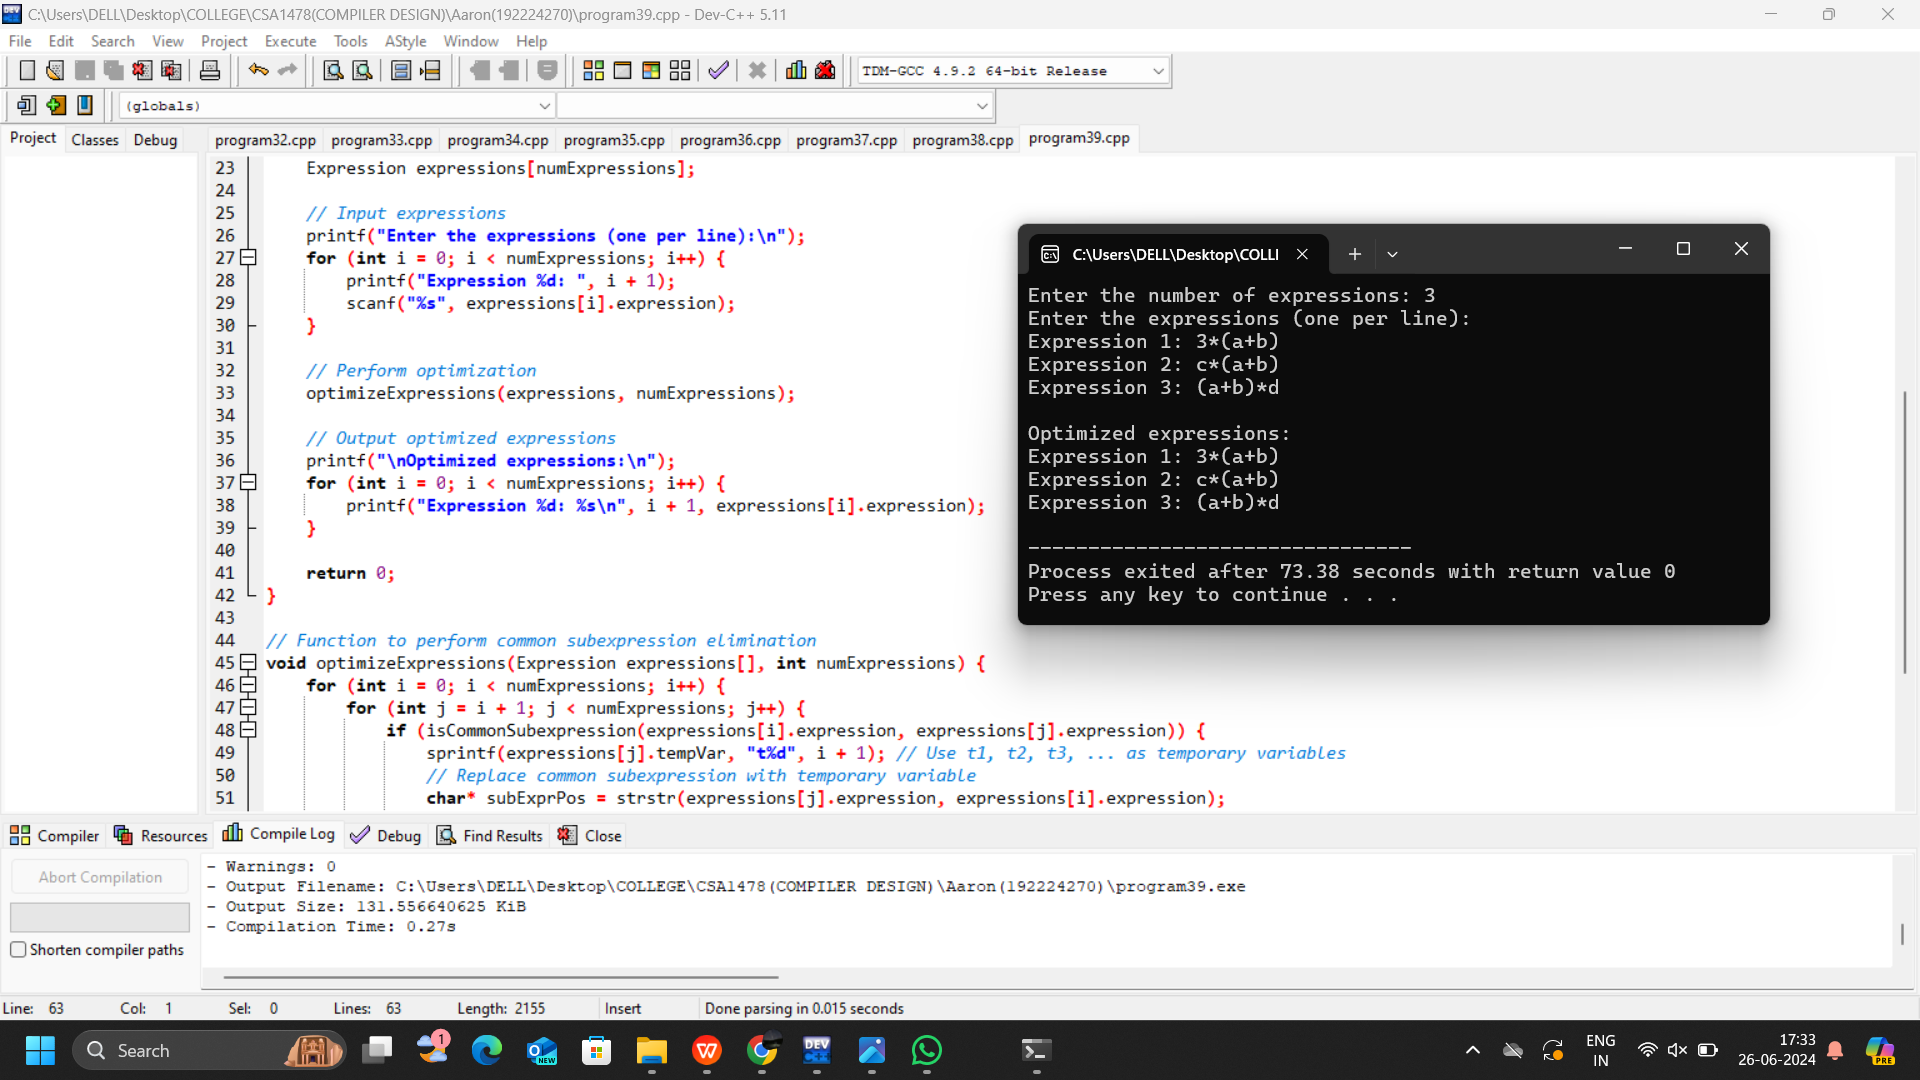 C:\Users\DELL\Desktop\COLLEGE\CSA1478(COMPILER DESIGN)\Aaron(192224270)\program39.cpp - Dev-C++ 5.11
File Edit Search View Project Execute Tools AStyle Window Help
TDM-GCC 4.9.2 64-bit Release
(globals)
Project Classes Debug
program32.cpp program33.cpp program34.cpp program35.cpp program36.cpp program37.cpp program38.cpp program39.cpp
23 Expression expressions[numExpressions];
24
25 // Input expressions
26 printf("Enter the expressions (one per line):\n");
27 for (int i = 0; i < numExpressions; i++) {
28 printf("Expression %d: ", i + 1);
29 scanf("%s", expressions[i].expression);
30 }
31
32 // Perform optimization
33 optimizeExpressions(expressions, numExpressions);
34
35 // Output optimized expressions
36 printf("\nOptimized expressions:\n");
37 for (int i = 0; i < numExpressions; i++) {
38 printf("Expression %d: %s\n", i + 1, expressions[i].expression);
39 }
40
41 return 0;
42 }
43
44 // Function to perform common subexpression elimination
45 void optimizeExpressions(Expression expressions[], int numExpressions) {
46 for (int i = 0; i < numExpressions; i++) {
47 for (int j = i + 1; j < numExpressions; j++) {
48 if (isCommonSubexpression(expressions[i].expression, expressions[j].expression)) {
49 sprintf(expressions[j].tempVar, "t%d", i + 1); // Use t1, t2, t3, ... as temporary variables
50 // Replace common subexpression with temporary variable
51 char* subExprPos = strstr(expressions[j].expression, expressions[i].expression);
C:\Users\DELL\Desktop\COLLI
Enter the number of expressions: 3
Enter the expressions (one per line):
Expression 1: 3*(a+b)
Expression 2: c*(a+b)
Expression 3: (a+b)*d
Optimized expressions:
Expression 1: 3*(a+b)
Expression 2: c*(a+b)
Expression 3: (a+b)*d
--------------------------------
Process exited after 73.38 seconds with return value 0
Press any key to continue . . .
Compiler Resources Compile Log Debug Find Results Close
Abort Compilation
Shorten compiler paths
- Warnings: 0
- Output Filename: C:\Users\DELL\Desktop\COLLEGE\CSA1478(COMPILER DESIGN)\Aaron(192224270)\program39.exe
- Output Size: 131.556640625 KiB
- Compilation Time: 0.27s
Line: 63 Col: 1 Sel: 0 Lines: 63 Length: 2155 Insert Done parsing in 0.015 seconds
Search
1
NEW
DEV
C++
ENG
IN
17:33
26-06-2024
PRE